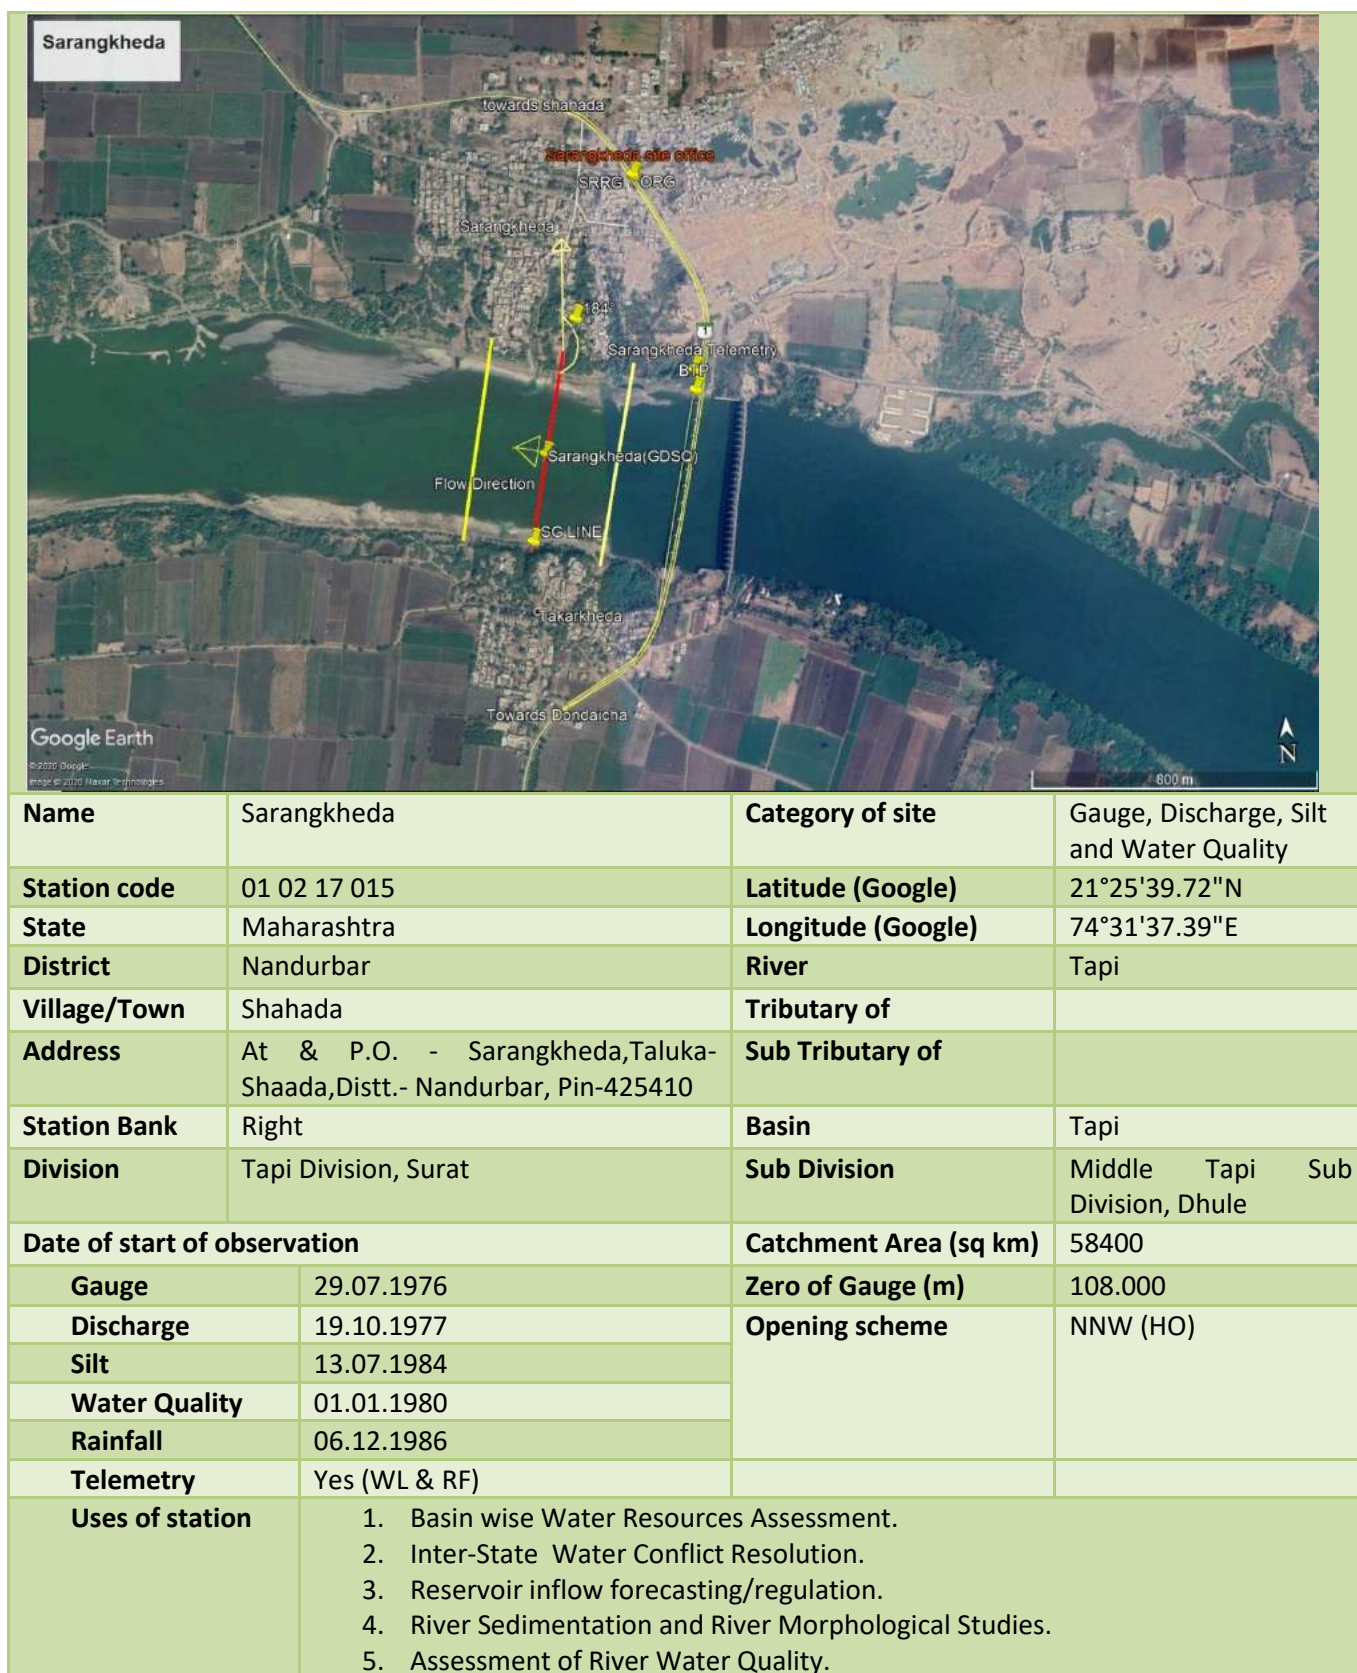 Sarangkheda
towards shahada
Sarangkheda site office
SRRG ORG
Sarangkheda
184°
1
Sarangkheda Telemetry
BTP
Sarangkheda(GDSQ)
Flow Direction
SG LINE
Takarkheda
Towards Dondaicha
Google Earth
© 2020 Google
Image © 2020 Maxar Technologies
N
800 m
Name Sarangkheda Category of site Gauge, Discharge, Silt
and Water Quality
Station code 01 02 17 015 Latitude (Google) 21°25'39.72"N
State Maharashtra Longitude (Google) 74°31'37.39"E
District Nandurbar River Tapi
Village/Town Shahada Tributary of
Address At & P.O. - Sarangkheda,Taluka- Sub Tributary of
Shaada,Distt.- Nandurbar, Pin-425410
Station Bank Right Basin Tapi
Division Tapi Division, Surat Sub Division Middle Tapi Sub
Division, Dhule
Date of start of observation Catchment Area (sq km) 58400
Gauge 29.07.1976 Zero of Gauge (m) 108.000
Discharge 19.10.1977 Opening scheme NNW (HO)
Silt 13.07.1984
Water Quality 01.01.1980
Rainfall 06.12.1986
Telemetry Yes (WL & RF)
Uses of station 1. Basin wise Water Resources Assessment.
2. Inter-State Water Conflict Resolution.
3. Reservoir inflow forecasting/regulation.
4. River Sedimentation and River Morphological Studies.
5. Assessment of River Water Quality.